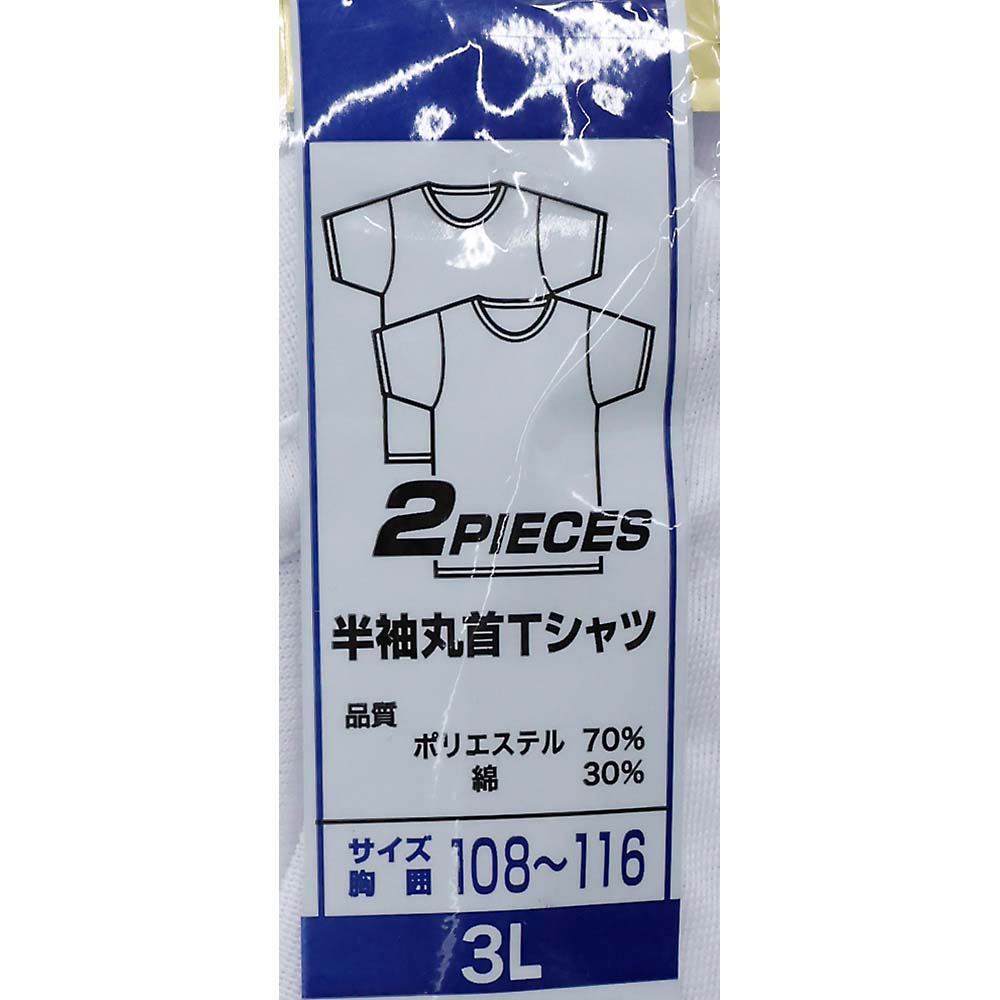 2PIECES
半袖丸首Tシャツ
品質
ポリエステル 70%
綿 30%
サイズ
胸囲 108~116
3L